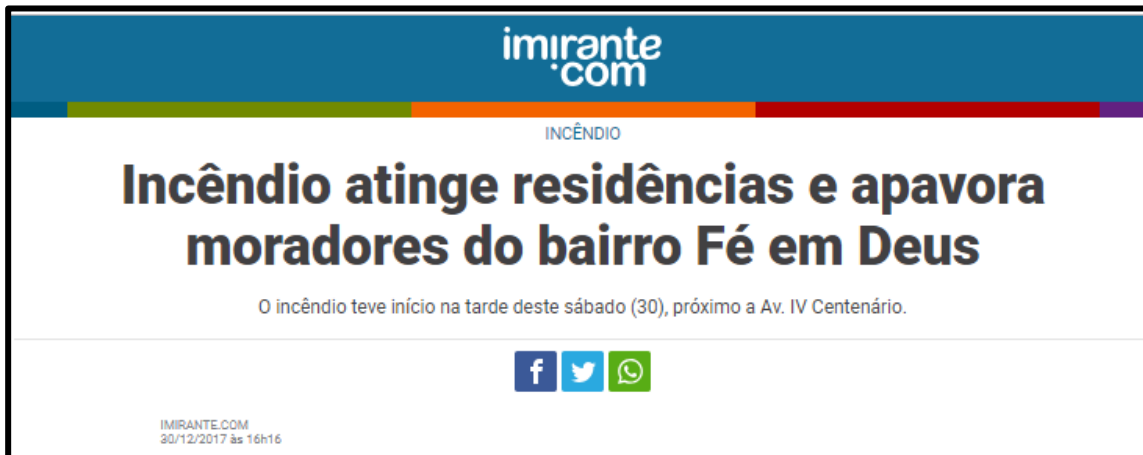 imirante
.com
INCÊNDIO
Incêndio atinge residências e apavora
moradores do bairro Fé em Deus
O incêndio teve início na tarde deste sábado (30), próximo a Av. IV Centenário.
f
IMIRANTE.COM
30/12/2017 às 16h16